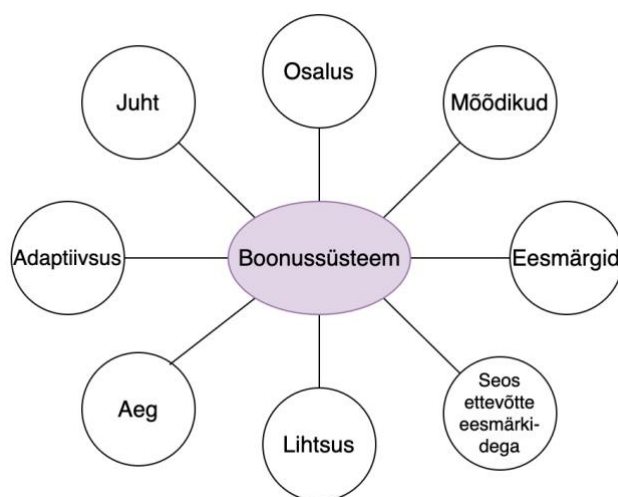 Osalus
Juht
Mõõdikud
Adaptiivsus
Boonussüsteem
Eesmärgid
Aeg
Lihtsus
Seos
ettevõtte
eesmärki-
dega